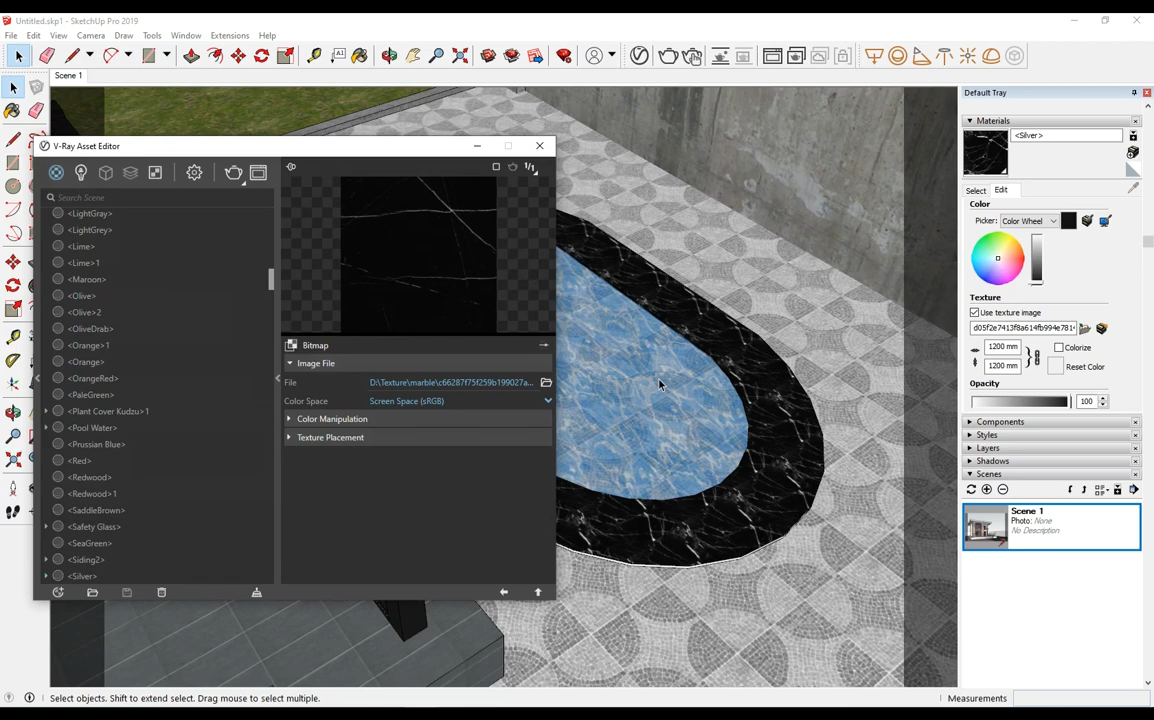 Untitled.skp1 - SketchUp Pro 2019
File Edit View Camera Draw Tools Window Extensions Help
Scene 1
V-Ray Asset Editor
Search Scene
<LightGray>
<LightGrey>
<Lime>
<Lime>1
<Maroon>
<Olive>
<Olive>2
<OliveDrab>
<Orange>1
<Orange>
<OrangeRed>
<PaleGreen>
<Plant Cover Kudzu>1
<Pool Water>
<Prussian Blue>
<Red>
<Redwood>
<Redwood>1
<SaddleBrown>
<Safety Glass>
<SeaGreen>
<Siding2>
<Silver>
1/1
Bitmap
Image File
File D:\Texture\marble\c66287f75f259b199027a...
Color Space Screen Space (sRGB)
Color Manipulation
Texture Placement
Default Tray
Materials
<Silver>
Select Edit
Color
Picker: Color Wheel
Texture
Use texture image
d05f2e7413f8a614fb994e7814
1200 mm
Colorize
1200 mm
Reset Color
Opacity
100
Components
Styles
Layers
Shadows
Scenes
Scene 1
Photo: None
No Description
Select objects. Shift to extend select. Drag mouse to select multiple.
Measurements